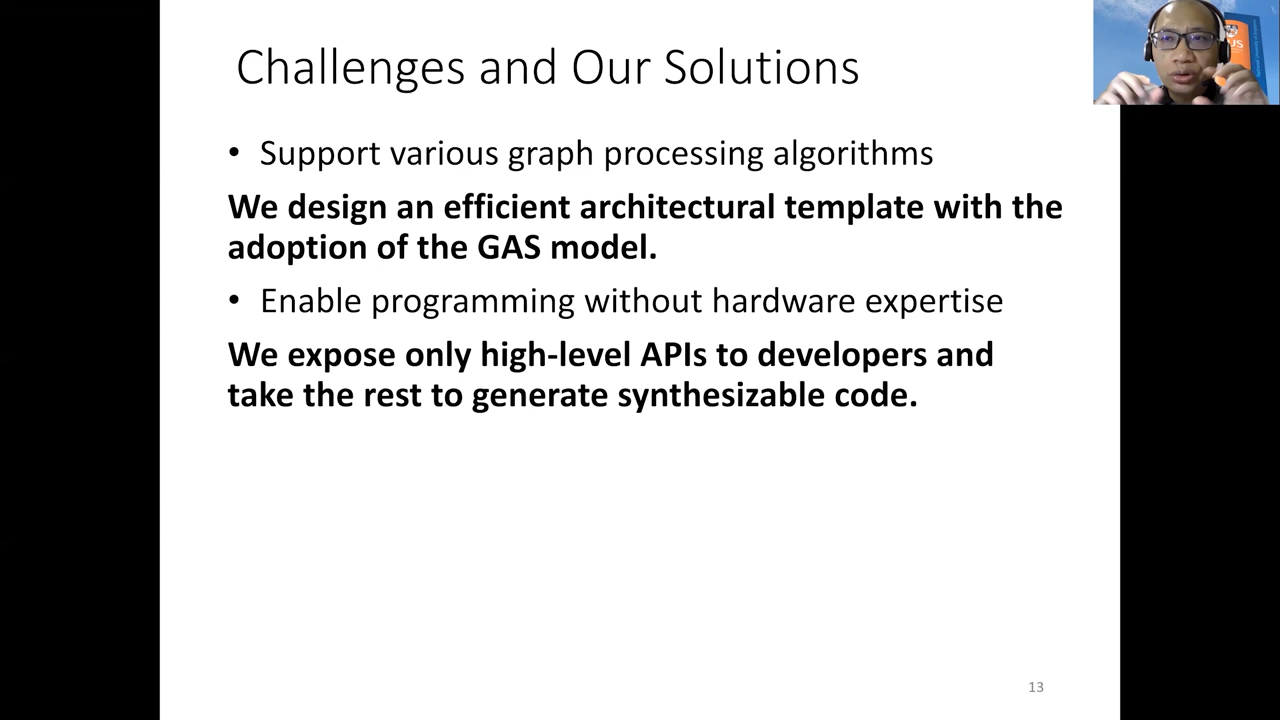 Challenges and Our Solutions
• Support various graph processing algorithms
We design an efficient architectural template with the
adoption of the GAS model.
• Enable programming without hardware expertise
We expose only high-level APIs to developers and
take the rest to generate synthesizable code.
13